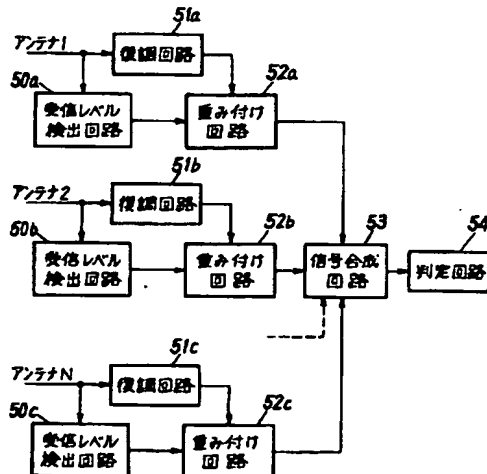 51a
アンテナ1
復調回路
50a
52a
受信レベル
検出回路
重み付け
回路
51b
アンテナ2
復調回路
60b
52b
53
54
受信レベル
検出回路
重み付け
回路
信号合成
回路
判定回路
51c
アンテナN
復調回路
50c
52c
受信レベル
検出回路
重み付け
回路